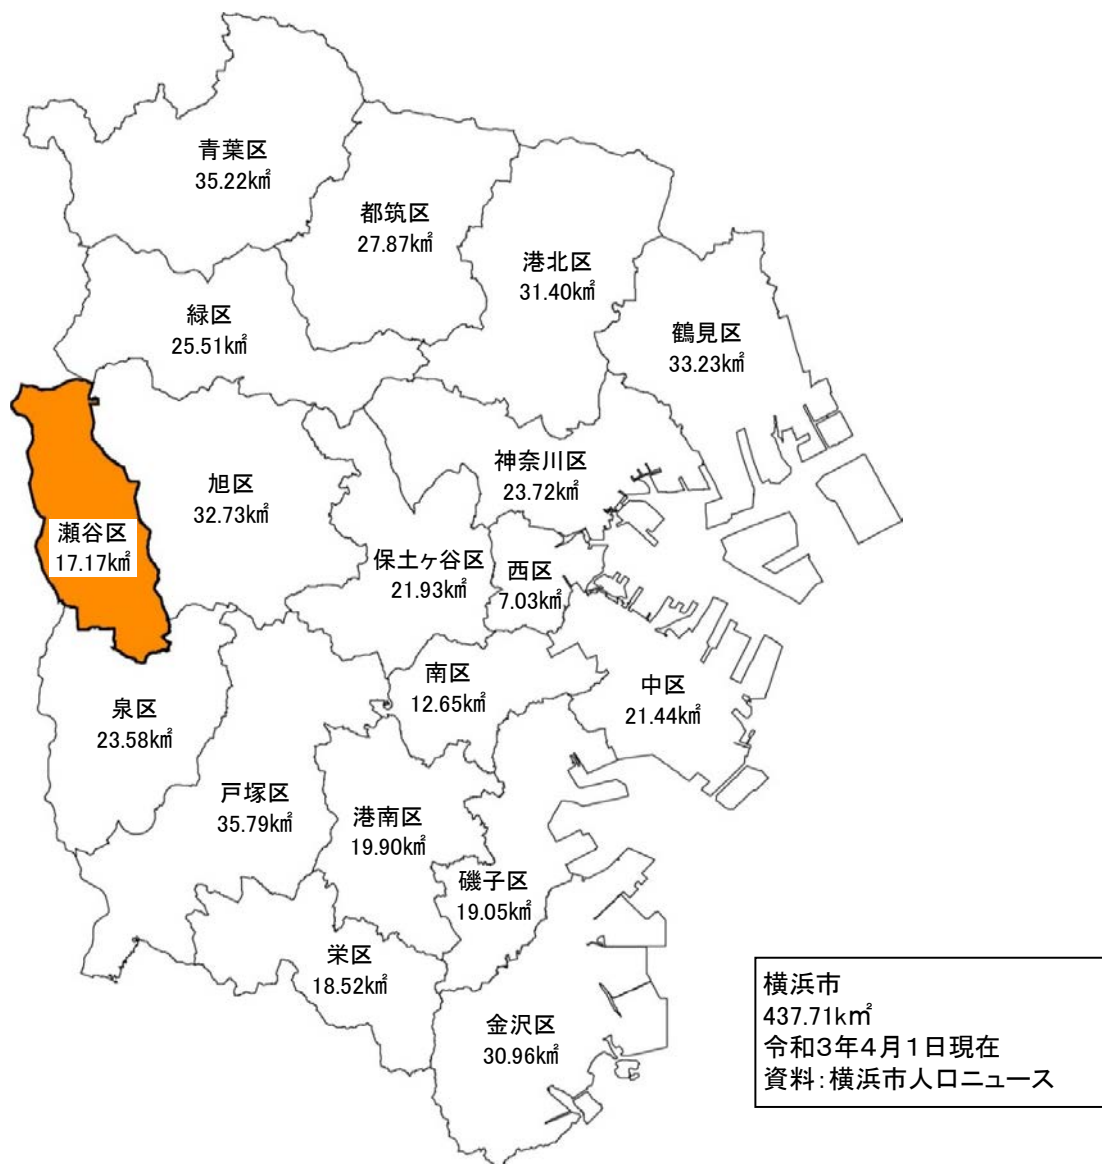 青葉区
35.22k㎡
都筑区
27.87k㎡
港北区
31.40k㎡
緑区
25.51k㎡
鶴見区
33.23k㎡
神奈川区
23.72k㎡
旭区
32.73k㎡
瀬谷区
17.17k㎡
保土ヶ谷区
21.93k㎡
西区
7.03k㎡
南区
12.65k㎡
中区
21.44k㎡
泉区
23.58k㎡
戸塚区
35.79k㎡
港南区
19.90k㎡
磯子区
19.05k㎡
栄区
18.52k㎡
金沢区
30.96k㎡
横浜市
437.71k㎡
令和3年4月1日現在
資料:横浜市人口ニュース